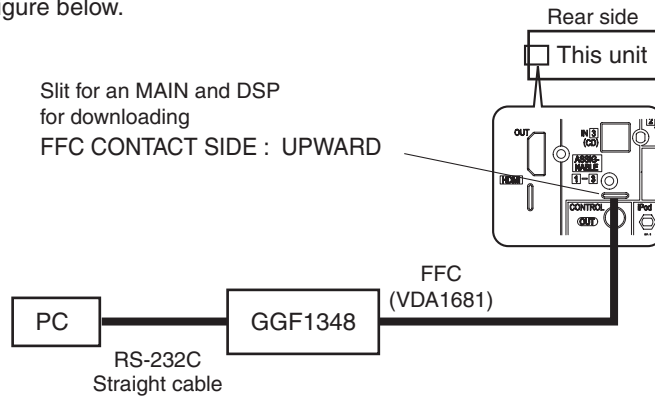 igure below.
Rear side
This unit
Slit for an MAIN and DSP
for downloading
FFC CONTACT SIDE : UPWARD
OUT
IN 3
(CD)
ASSIG-
NABLE
1-3
HDMI
CONTROL
OUT
iPod
2
FFC
(VDA1681)
PC
GGF1348
RS-232C
Straight cable